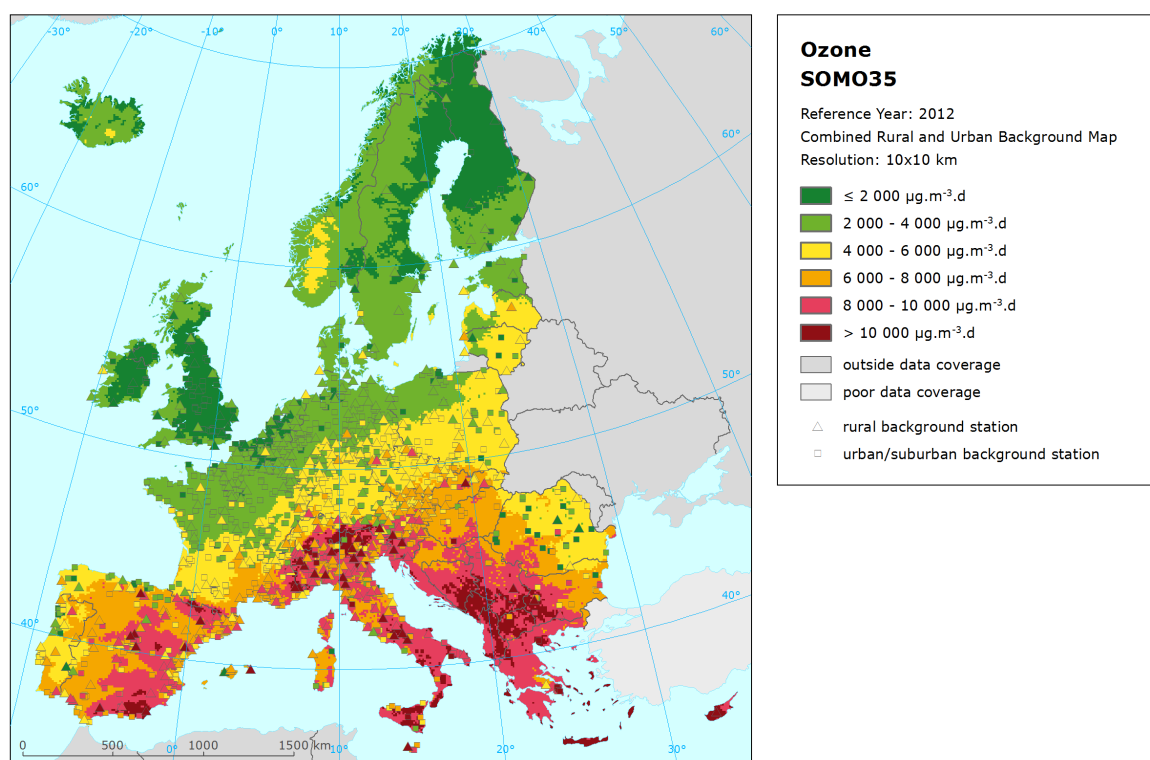 -30° -20° -10° 0° 10° 20° 30° 40° 50° 60°
60°
60°
50°
50°
40°
40°
0° 10° 20° 30°
0 500 1000 1500 km
Ozone
SOMO35
Reference Year: 2012
Combined Rural and Urban Background Map
Resolution: 10x10 km
≤ 2 000 µg.m⁻³.d
2 000 - 4 000 µg.m⁻³.d
4 000 - 6 000 µg.m⁻³.d
6 000 - 8 000 µg.m⁻³.d
8 000 - 10 000 µg.m⁻³.d
> 10 000 µg.m⁻³.d
outside data coverage
poor data coverage
rural background station
urban/suburban background station